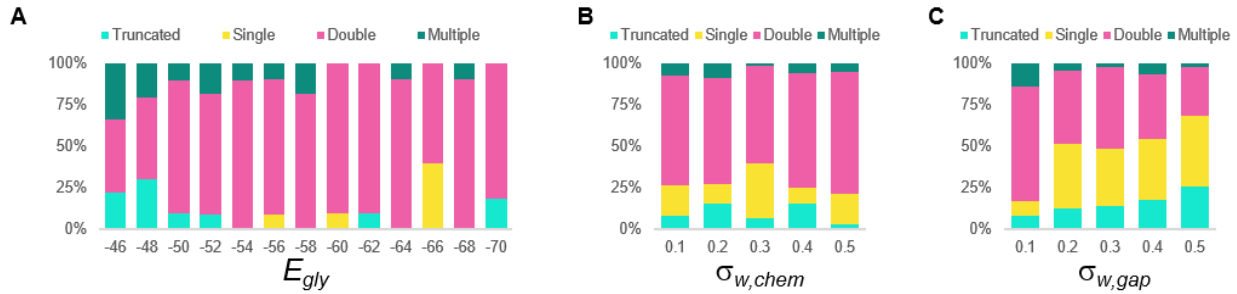 A
Truncated Single Double Multiple
100%
75%
50%
25%
0%
-46 -48 -50 -52 -54 -56 -58 -60 -62 -64 -66 -68 -70
E_gly
B
Truncated Single Double Multiple
100%
75%
50%
25%
0%
0.1 0.2 0.3 0.4 0.5
σ_w,chem
C
Truncated Single Double Multiple
100%
75%
50%
25%
0%
0.1 0.2 0.3 0.4 0.5
σ_w,gap